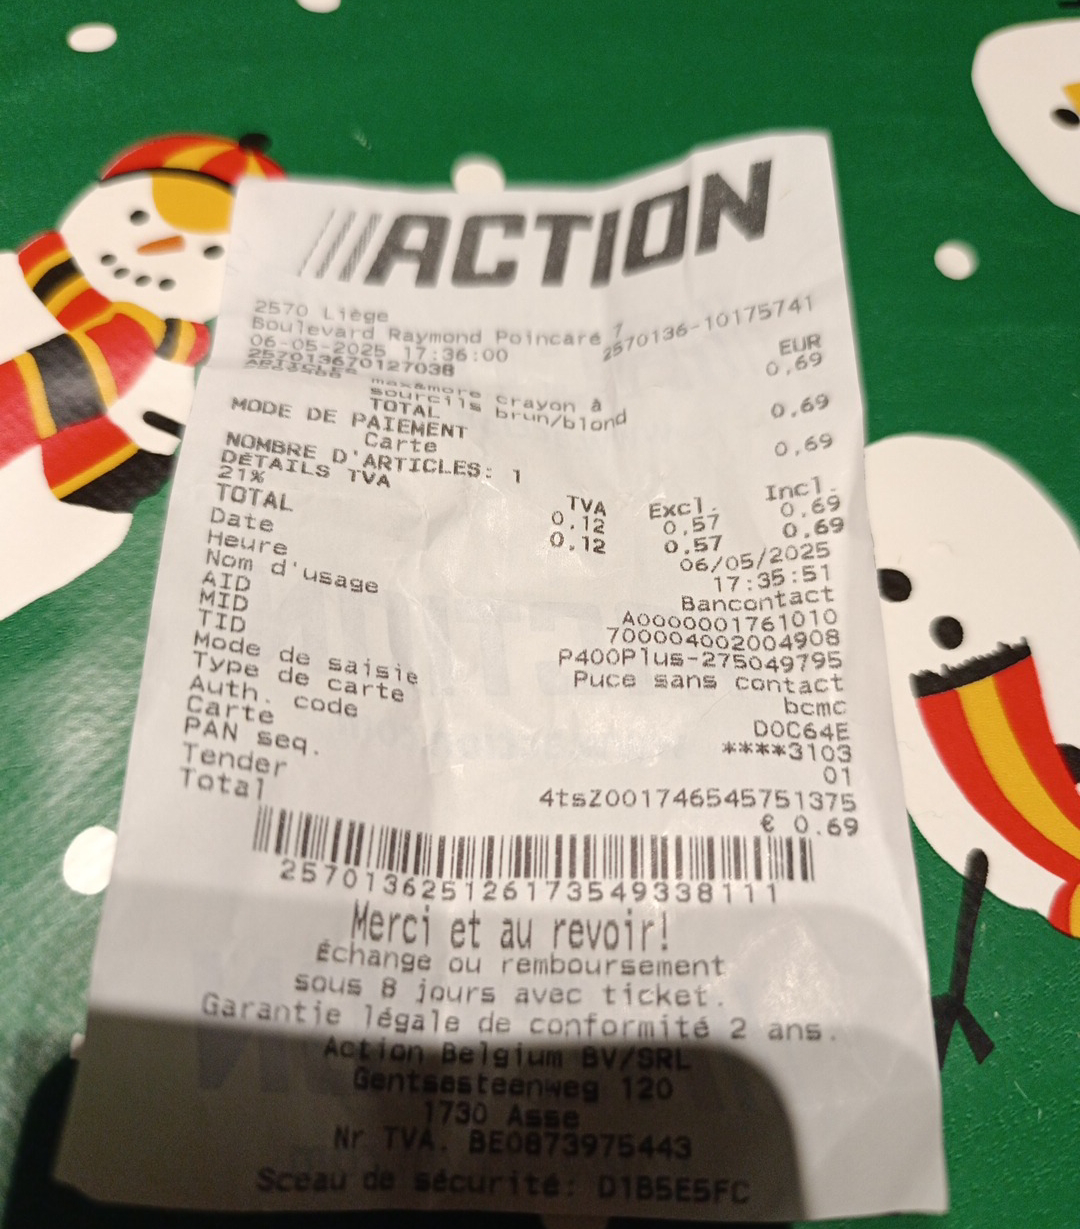 ///ACTION
2570 Liège
Boulevard Raymond Poincaré 7
06-05-2025 17:36:00 2570136-10175741
257013670127038
ARTICLES EUR
max&more 0,69
sourcils crayon à
brun/blond
TOTAL 0,69
MODE DE PAIEMENT
Carte 0,69
NOMBRE D'ARTICLES: 1
DÉTAILS TVA
TVA Excl. Incl.
21% 0,12 0,57 0,69
TOTAL 0,12 0,57 0,69
Date 06/05/2025
Heure 17:35:51
Nom d'usage Bancontact
AID A0000001761010
MID 700004002004908
TID P400Plus-275049795
Mode de saisie Puce sans contact
Type de carte bcmc
Auth. code D0C64E
Carte ****3103
PAN seq. 01
Tender 4tsZ001746545751375
Total € 0.69
2570136251261735493381​11
Merci et au revoir!
Échange ou remboursement
sous 8 jours avec ticket.
Garantie légale de conformité 2 ans.
Action Belgium BV/SRL
Gentsesteenweg 120
1730 Asse
Nr TVA. BE0873975443
Sceau de sécurité: D1B5E5FC